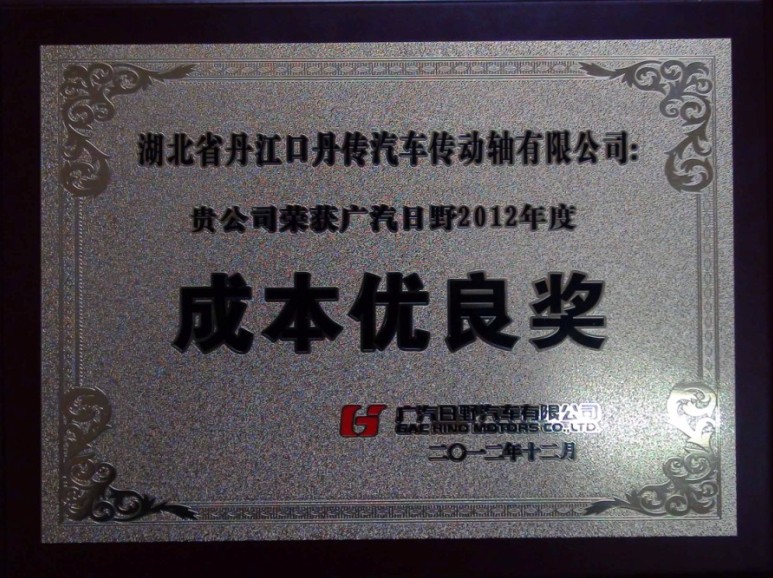 湖北省丹江口丹传汽车传动轴有限公司:
贵公司荣获广汽日野2012年度
成本优良奖
广汽日野汽车有限公司
GAC HINO MOTORS CO.,LTD
二〇一二年十二月